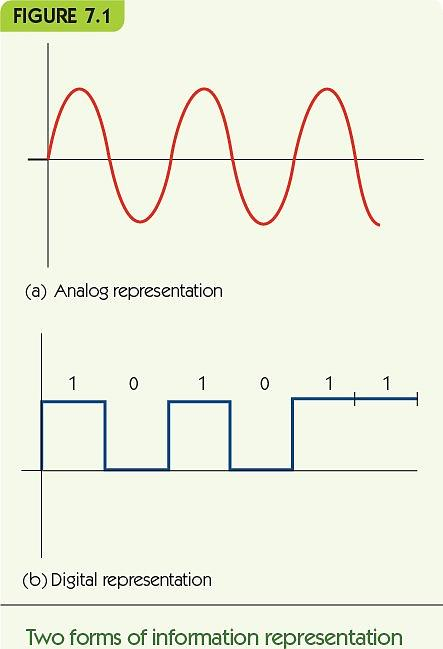 FIGURE 7.1
(a) Analog representation
1 0 1 0 1 1
(b) Digital representation
Two forms of information representation